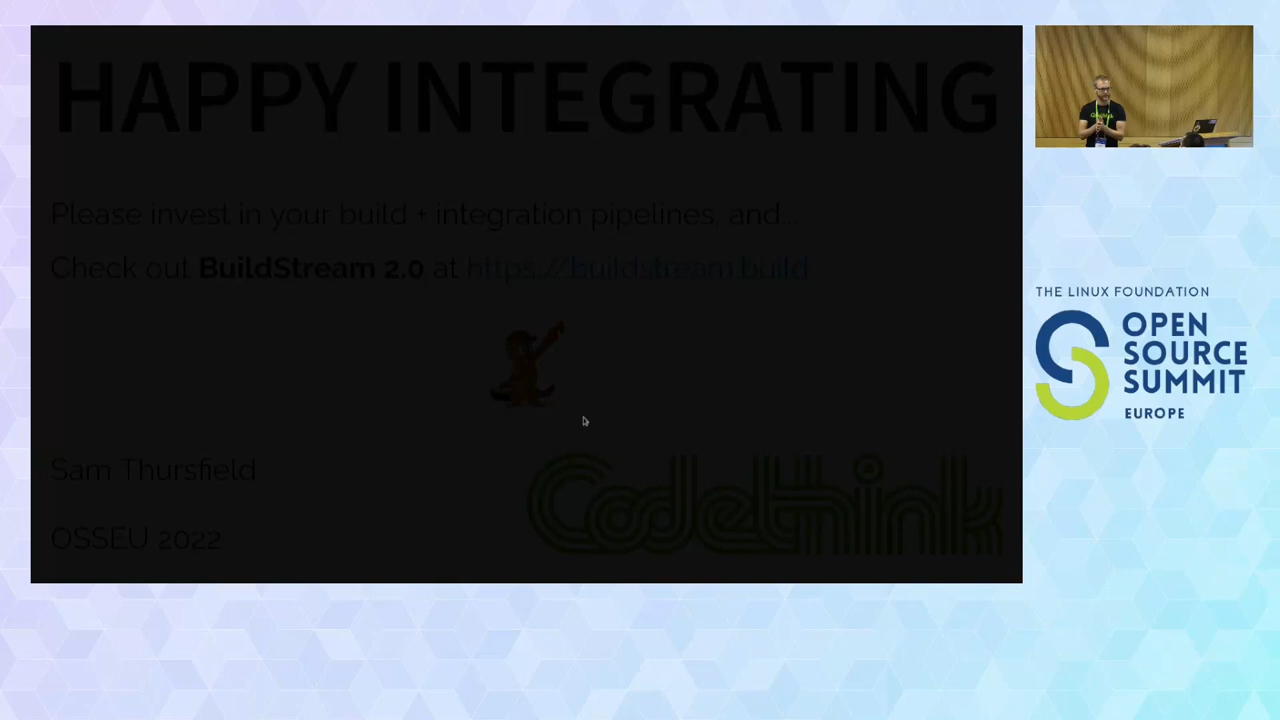 HAPPY INTEGRATING
Please invest in your build + integration pipelines, and...
Check out BuildStream 2.0 at https://buildstream.build
Sam Thursfield
OSSEU 2022
Codethink
THE LINUX FOUNDATION
OPEN
SOURCE
SUMMIT
EUROPE